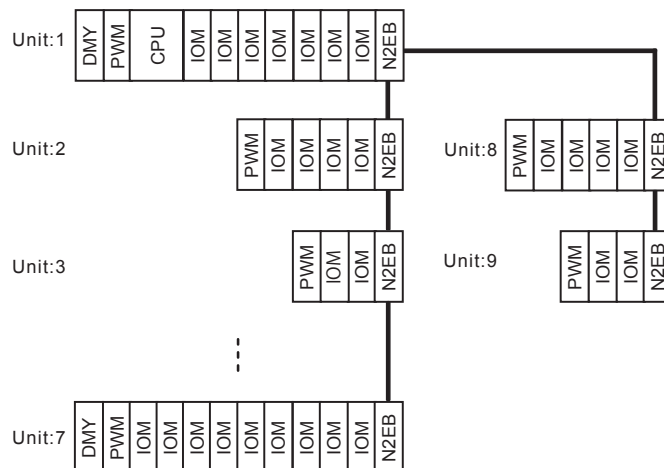 Unit:1 DMY PWM CPU IOM IOM IOM IOM IOM IOM IOM N2EB
Unit:2 PWM IOM IOM IOM IOM N2EB
Unit:8 PWM IOM IOM IOM IOM N2EB
Unit:3 PWM IOM IOM N2EB
Unit:9 PWM IOM IOM N2EB
Unit:7 DMY PWM IOM IOM IOM IOM IOM IOM IOM IOM IOM N2EB